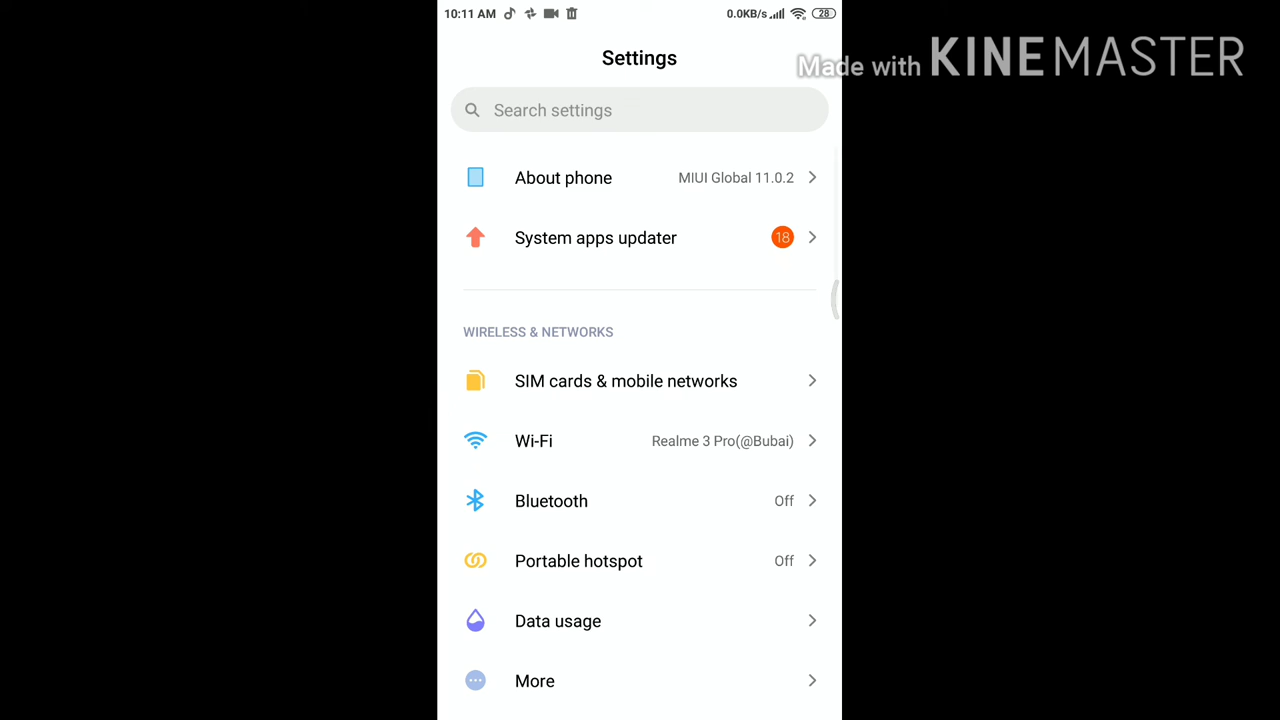 10:11 AM 0.0KB/s 28
Settings
Made with KINEMASTER
Search settings
About phone MIUI Global 11.0.2
System apps updater 18
WIRELESS & NETWORKS
SIM cards & mobile networks
Wi-Fi Realme 3 Pro(@Bubai)
Bluetooth Off
Portable hotspot Off
Data usage
More